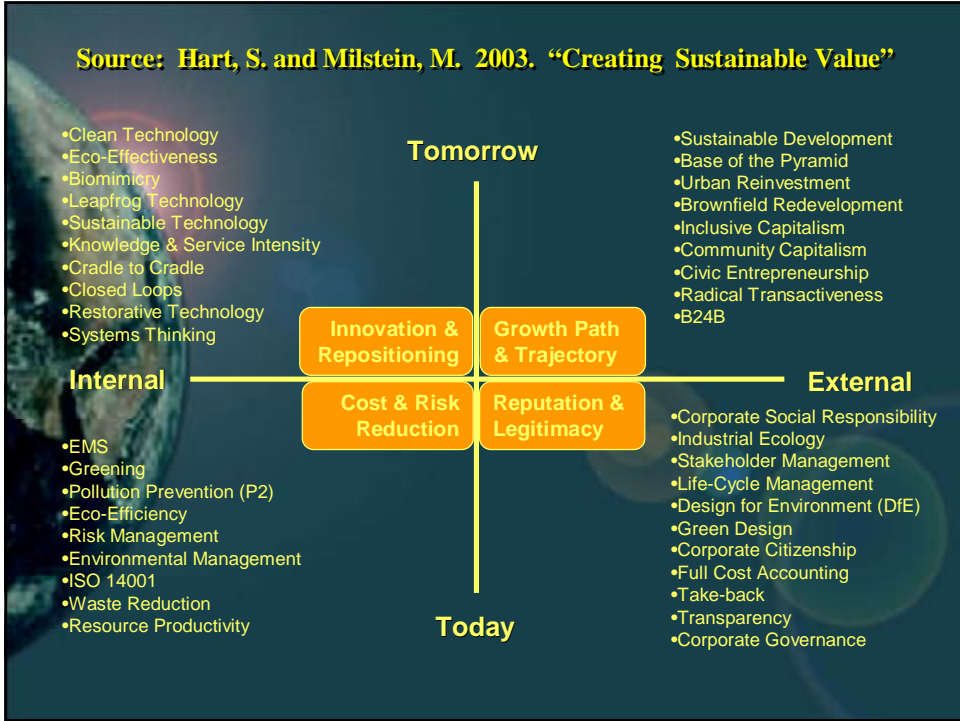 Source: Hart, S. and Milstein, M. 2003. “Creating Sustainable Value”
•Clean Technology
•Eco-Effectiveness
•Biomimicry
•Leapfrog Technology
•Sustainable Technology
•Knowledge & Service Intensity
•Cradle to Cradle
•Closed Loops
•Restorative Technology
•Systems Thinking
Tomorrow
•Sustainable Development
•Base of the Pyramid
•Urban Reinvestment
•Brownfield Redevelopment
•Inclusive Capitalism
•Community Capitalism
•Civic Entrepreneurship
•Radical Transactiveness
•B24B
Innovation &
Repositioning
Growth Path
& Trajectory
Internal
External
Cost & Risk
Reduction
Reputation &
Legitimacy
•EMS
•Greening
•Pollution Prevention (P2)
•Eco-Efficiency
•Risk Management
•Environmental Management
•ISO 14001
•Waste Reduction
•Resource Productivity
Today
•Corporate Social Responsibility
•Industrial Ecology
•Stakeholder Management
•Life-Cycle Management
•Design for Environment (DfE)
•Green Design
•Corporate Citizenship
•Full Cost Accounting
•Take-back
•Transparency
•Corporate Governance